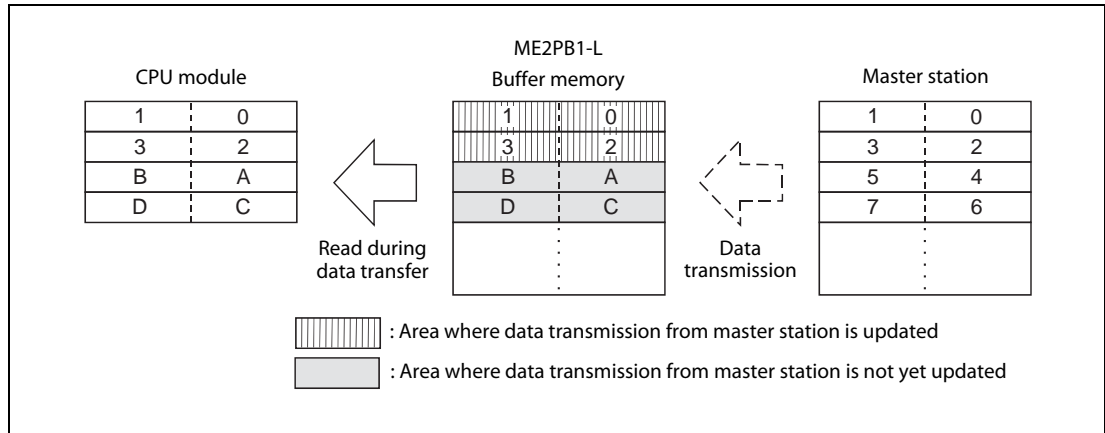 ME2PB1-L
CPU module Buffer memory Master station
1 0 1 0 1 0
3 2 3 2 3 2
B A B A 5 4
D C D C 7 6
Read during Data
data transfer transmission
: Area where data transmission from master station is updated
: Area where data transmission from master station is not yet updated